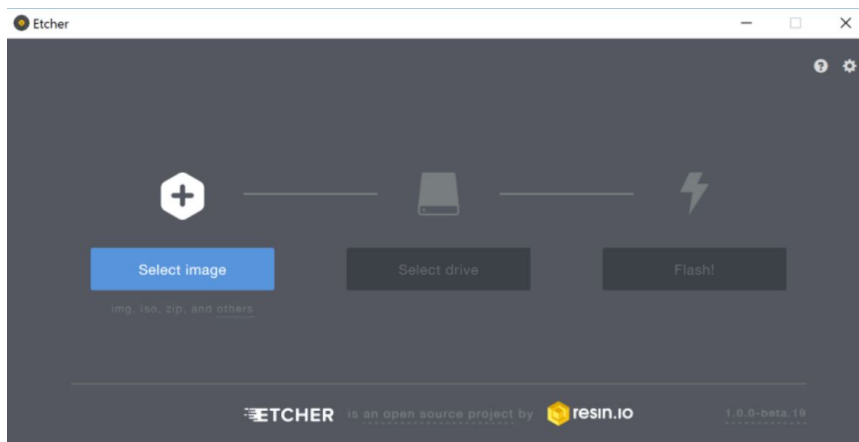 Etcher
Select image
Select drive
Flash!
img, iso, zip, and others
ETCHER is an open source project by resin.io 1.0.0-beta.19